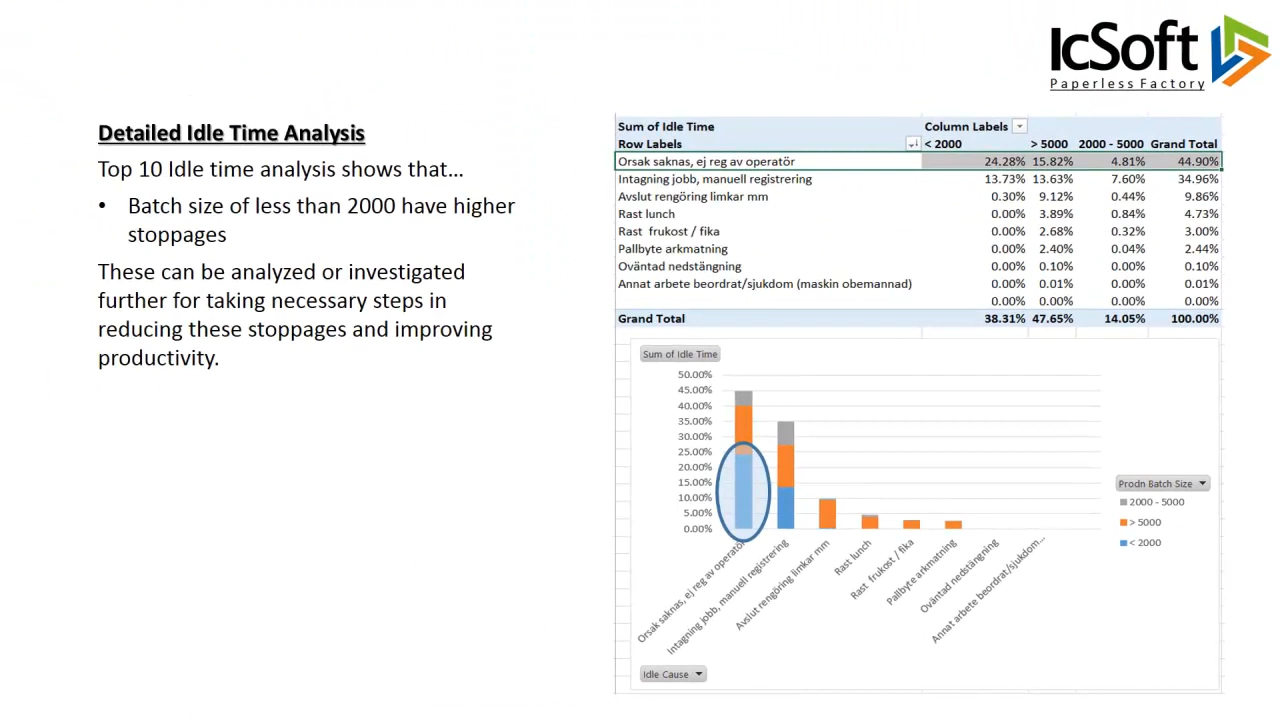 IcSoft
Paperless Factory
Detailed Idle Time Analysis
Top 10 Idle time analysis shows that...
• Batch size of less than 2000 have higher
stoppages
These can be analyzed or investigated
further for taking necessary steps in
reducing these stoppages and improving
productivity.
Sum of Idle Time Column Labels
Row Labels < 2000 > 5000 2000 - 5000 Grand Total
Orsak saknas, ej reg av operatör 24.28% 15.82% 4.81% 44.90%
Intagning jobb, manuell registrering 13.73% 13.63% 7.60% 34.96%
Avslut rengöring limkar mm 0.30% 9.12% 0.44% 9.86%
Rast lunch 0.00% 3.89% 0.84% 4.73%
Rast frukost / fika 0.00% 2.68% 0.32% 3.00%
Pallbyte arkmatning 0.00% 2.40% 0.04% 2.44%
Oväntad nedstängning 0.00% 0.10% 0.00% 0.10%
Annat arbete beordrat/sjukdom (maskin obemannad) 0.00% 0.01% 0.00% 0.01%
0.00% 0.00% 0.00% 0.00%
Grand Total 38.31% 47.65% 14.05% 100.00%
Sum of Idle Time
50.00%
45.00%
40.00%
35.00%
30.00%
25.00%
20.00%
15.00%
10.00%
5.00%
0.00%
Orsak saknas, ej reg av operatör
Intagning jobb, manuell registrering
Avslut rengöring limkar mm
Rast lunch
Rast frukost / fika
Pallbyte arkmatning
Oväntad nedstängning
Annat arbete beordrat/sjukdom...
Prodn Batch Size
2000 - 5000
> 5000
< 2000
Idle Cause